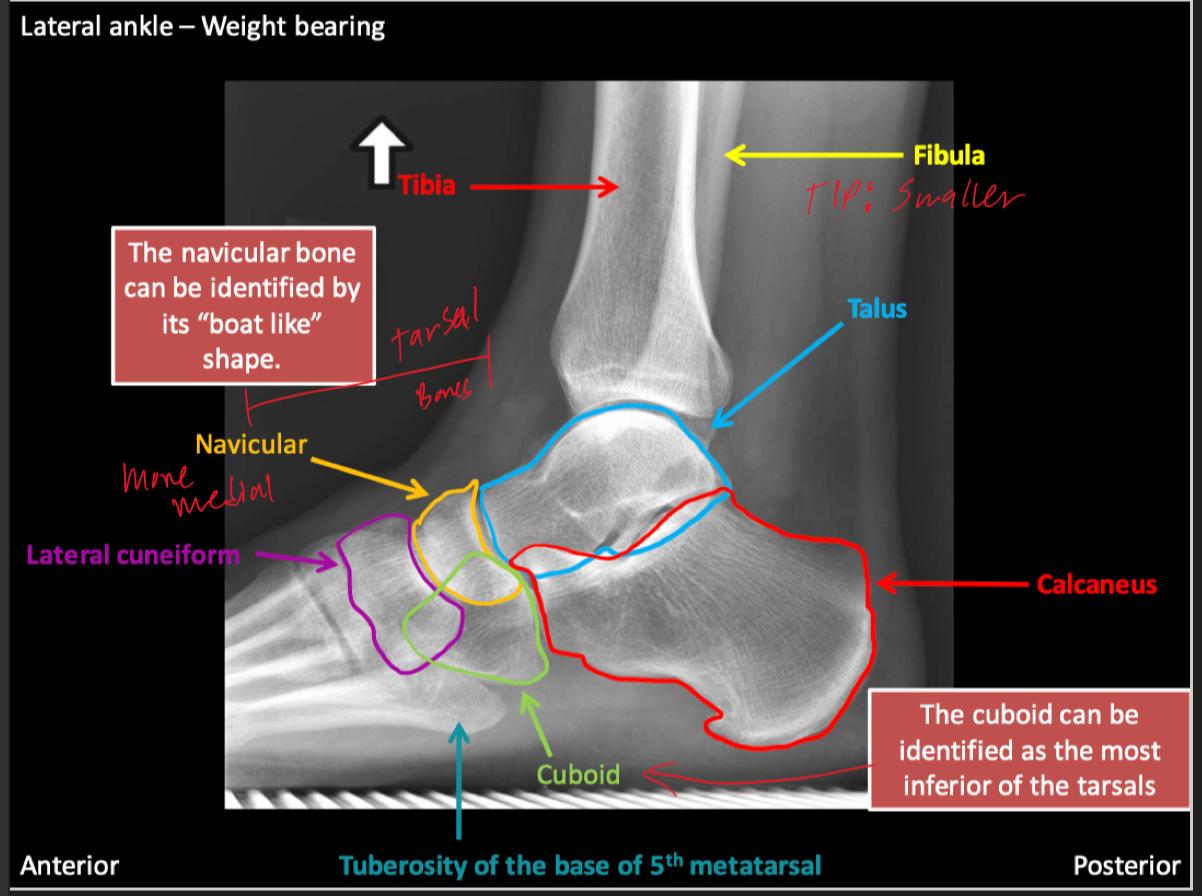 Lateral ankle – Weight bearing
Tibia
Fibula
TIP: Smaller
The navicular bone
can be identified by
its “boat like”
shape.
tarsal
Bones
Talus
Navicular
More
medial
Lateral cuneiform
Calcaneus
The cuboid can be
identified as the most
inferior of the tarsals
Cuboid
Anterior
Tuberosity of the base of 5th metatarsal
Posterior